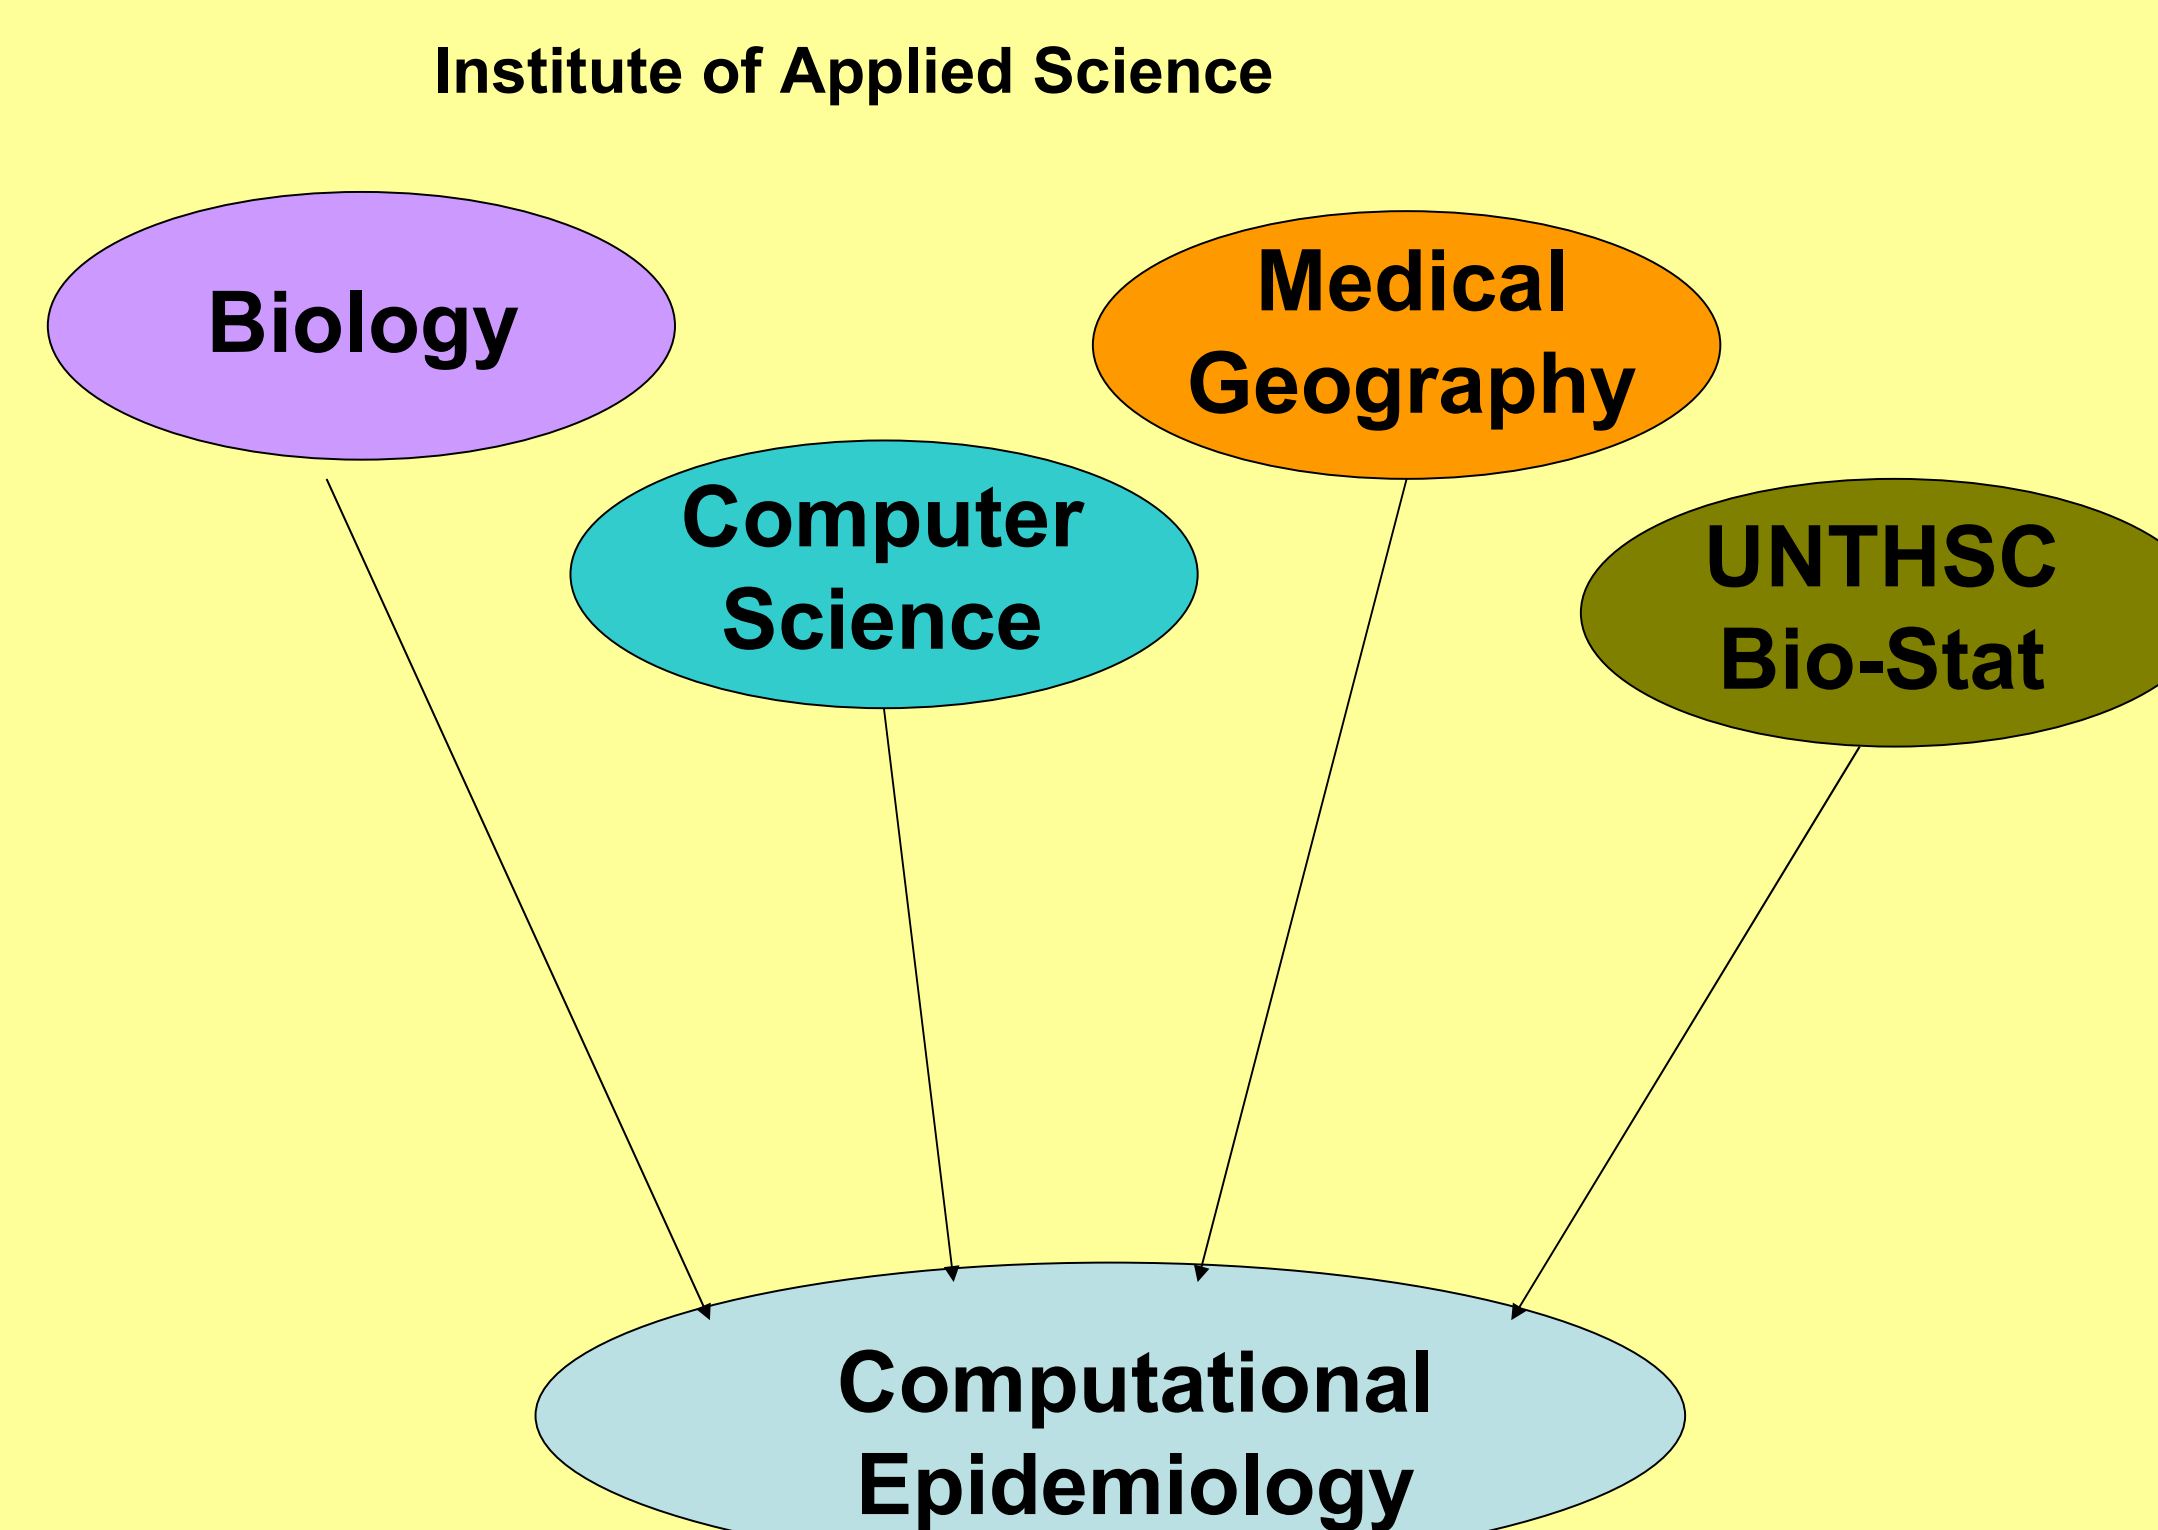 Institute of Applied Science
Biology
Medical
Geography
Computer
Science
UNTHSC
Bio-Stat
Computational
Epidemiology